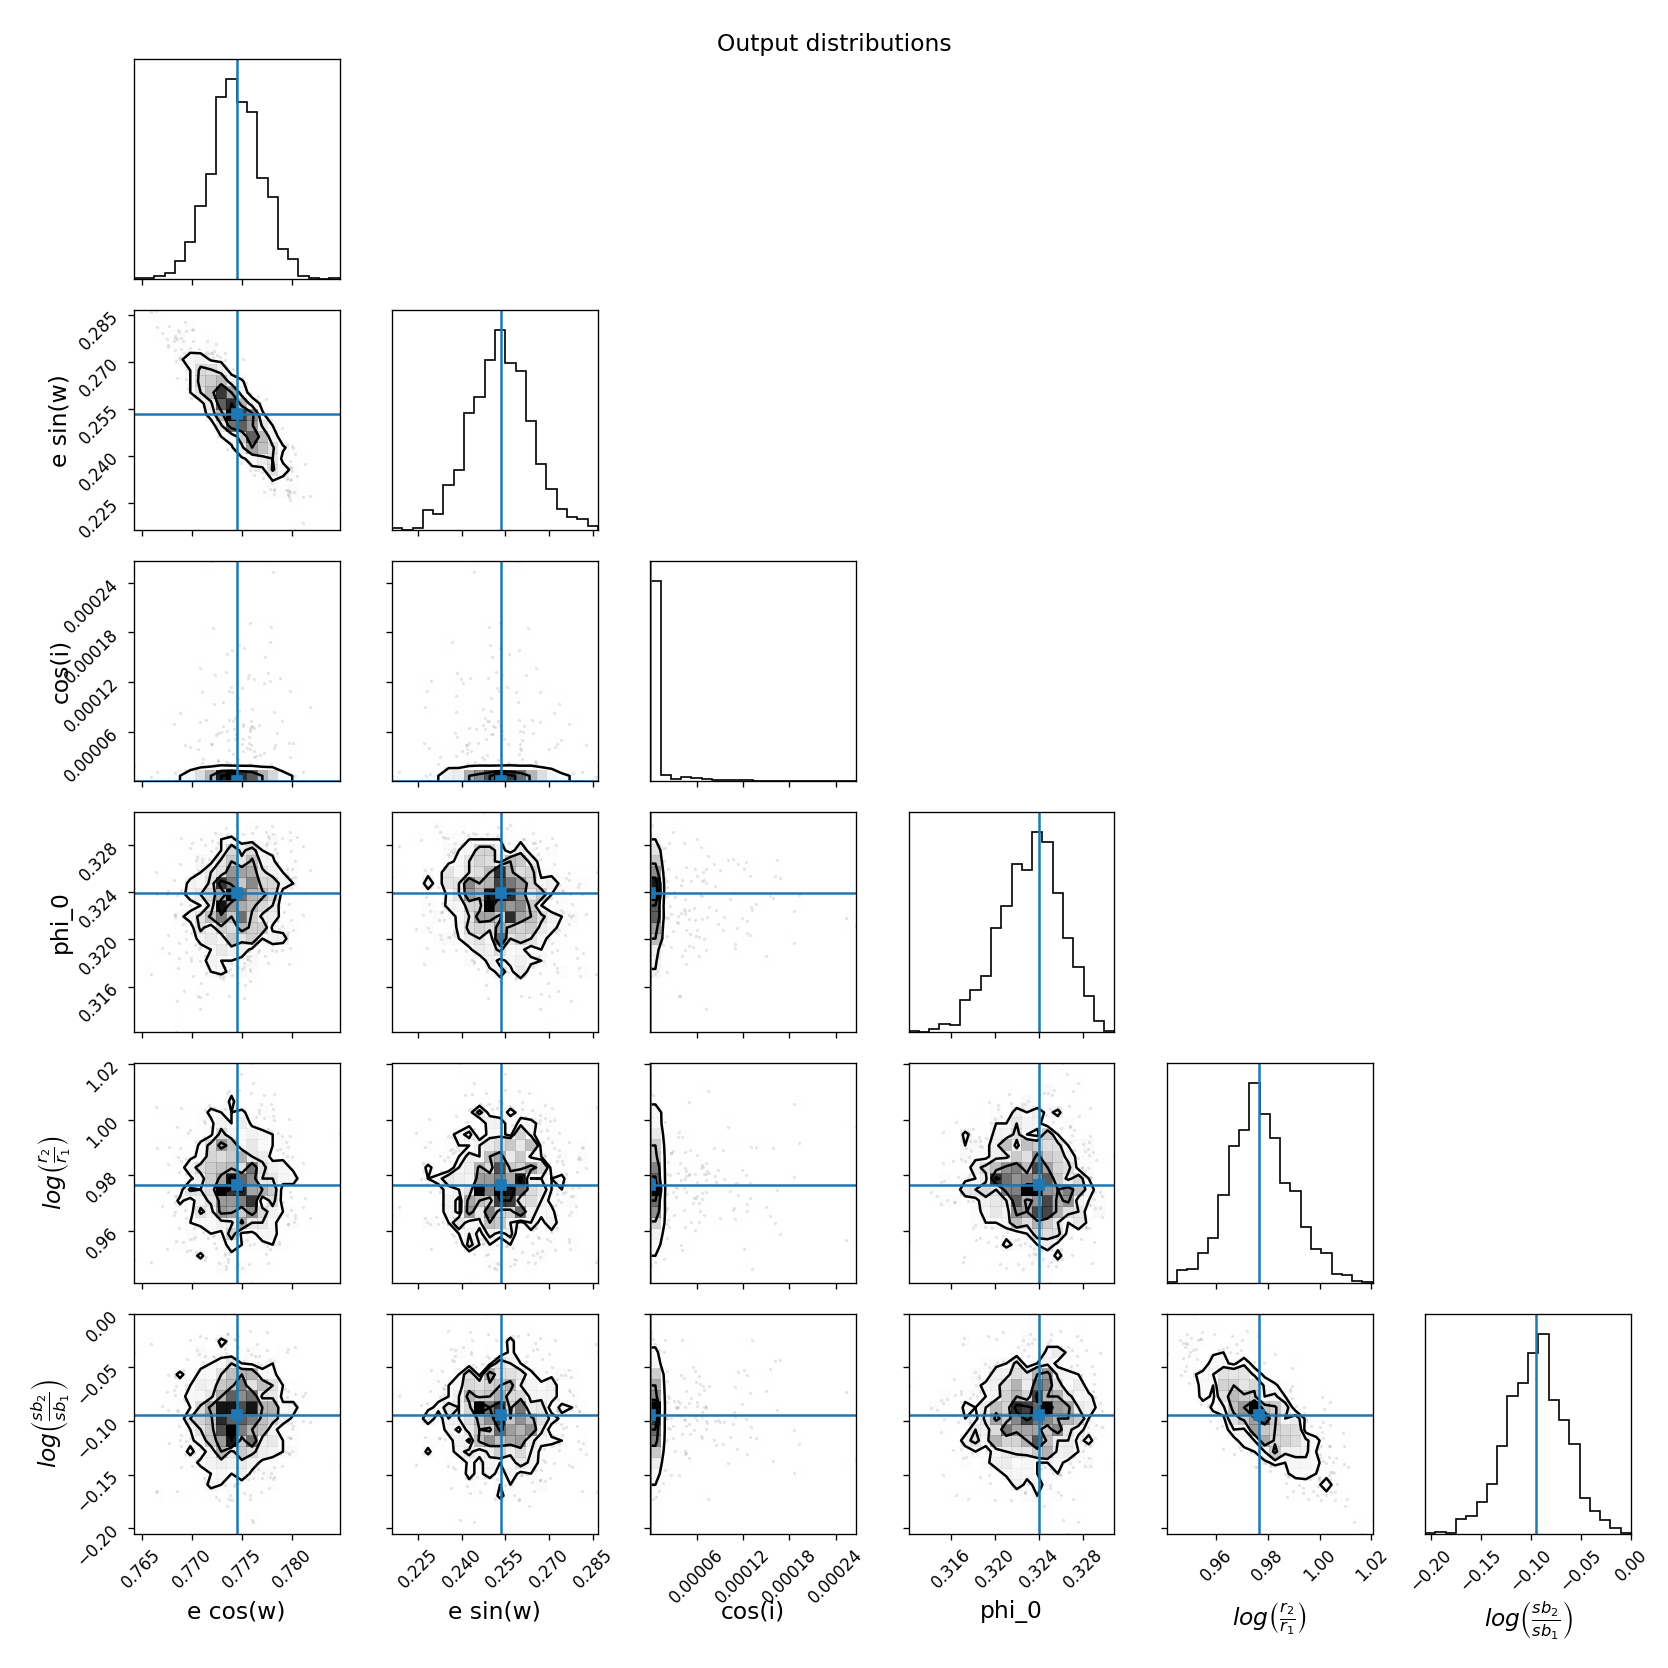 Output distributions
0.285
0.270
0.255
0.240
0.225
e sin(w)
0.00024
0.00018
0.00012
0.00006
cos(i)
0.328
0.324
0.320
0.316
phi_0
1.02
1.00
0.98
0.96
log(r2/r1)
0.00
−0.05
−0.10
−0.15
−0.20
log(sb2/sb1)
0.765 0.770 0.775 0.780
0.225 0.240 0.255 0.270 0.285
0.00006 0.00012 0.00018 0.00024
0.316 0.320 0.324 0.328
0.96 0.98 1.00 1.02
−0.20 −0.15 −0.10 −0.05 0.00
e cos(w) e sin(w) cos(i) phi_0 log(r2/r1) log(sb2/sb1)